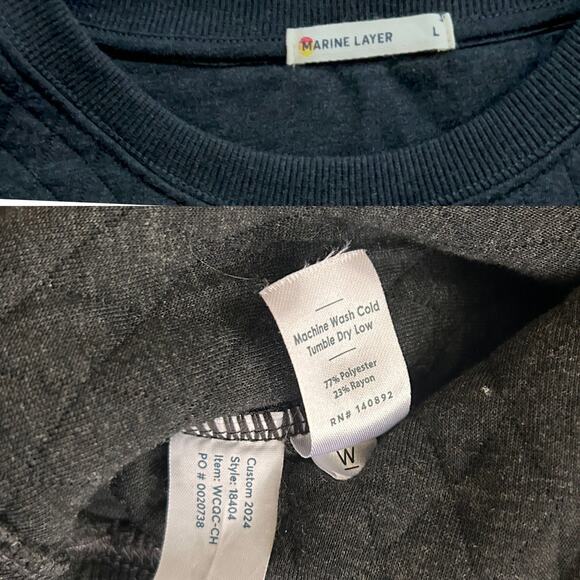 MARINE LAYER
L
Machine Wash Cold
Tumble Dry Low
77% Polyester
23% Rayon
RN# 140892
W
Custom 2024
Style: 18404
Item: WCQC-CH
PO # 0020738